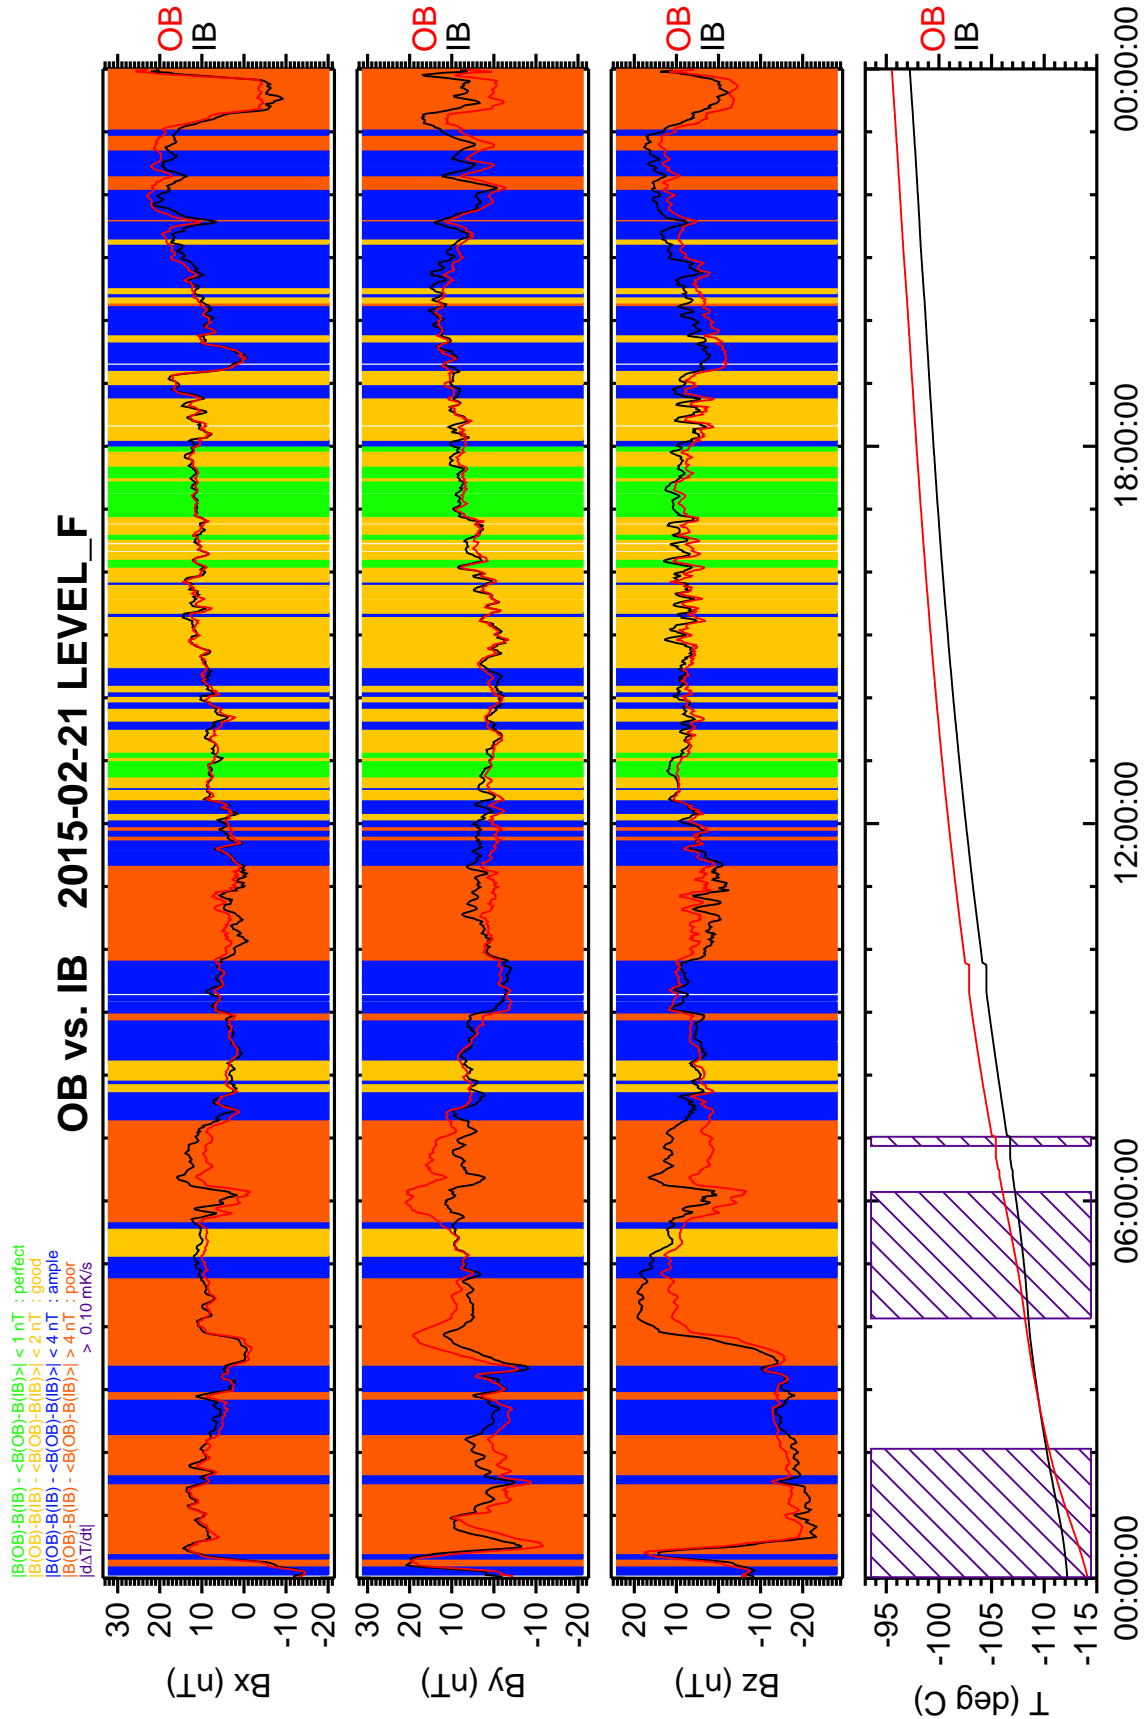 |B(OB)-B(IB) - <B(OB)-B(IB)>| < 1 nT : perfect
|B(OB)-B(IB) - <B(OB)-B(IB)>| < 2 nT : good
|B(OB)-B(IB) - <B(OB)-B(IB)>| < 4 nT : ample
|B(OB)-B(IB) - <B(OB)-B(IB)>| > 4 nT : poor
|dΔT/dt| > 0.10 mK/s
OB vs. IB 2015-02-21 LEVEL_F
Bx (nT)
30
20
10
0
-10
-20
OB
IB
By (nT)
30
20
10
0
-10
-20
OB
IB
Bz (nT)
20
10
0
-10
-20
OB
IB
T (deg C)
-95
-100
-105
-110
-115
OB
IB
00:00:00 06:00:00 12:00:00 18:00:00 00:00:00